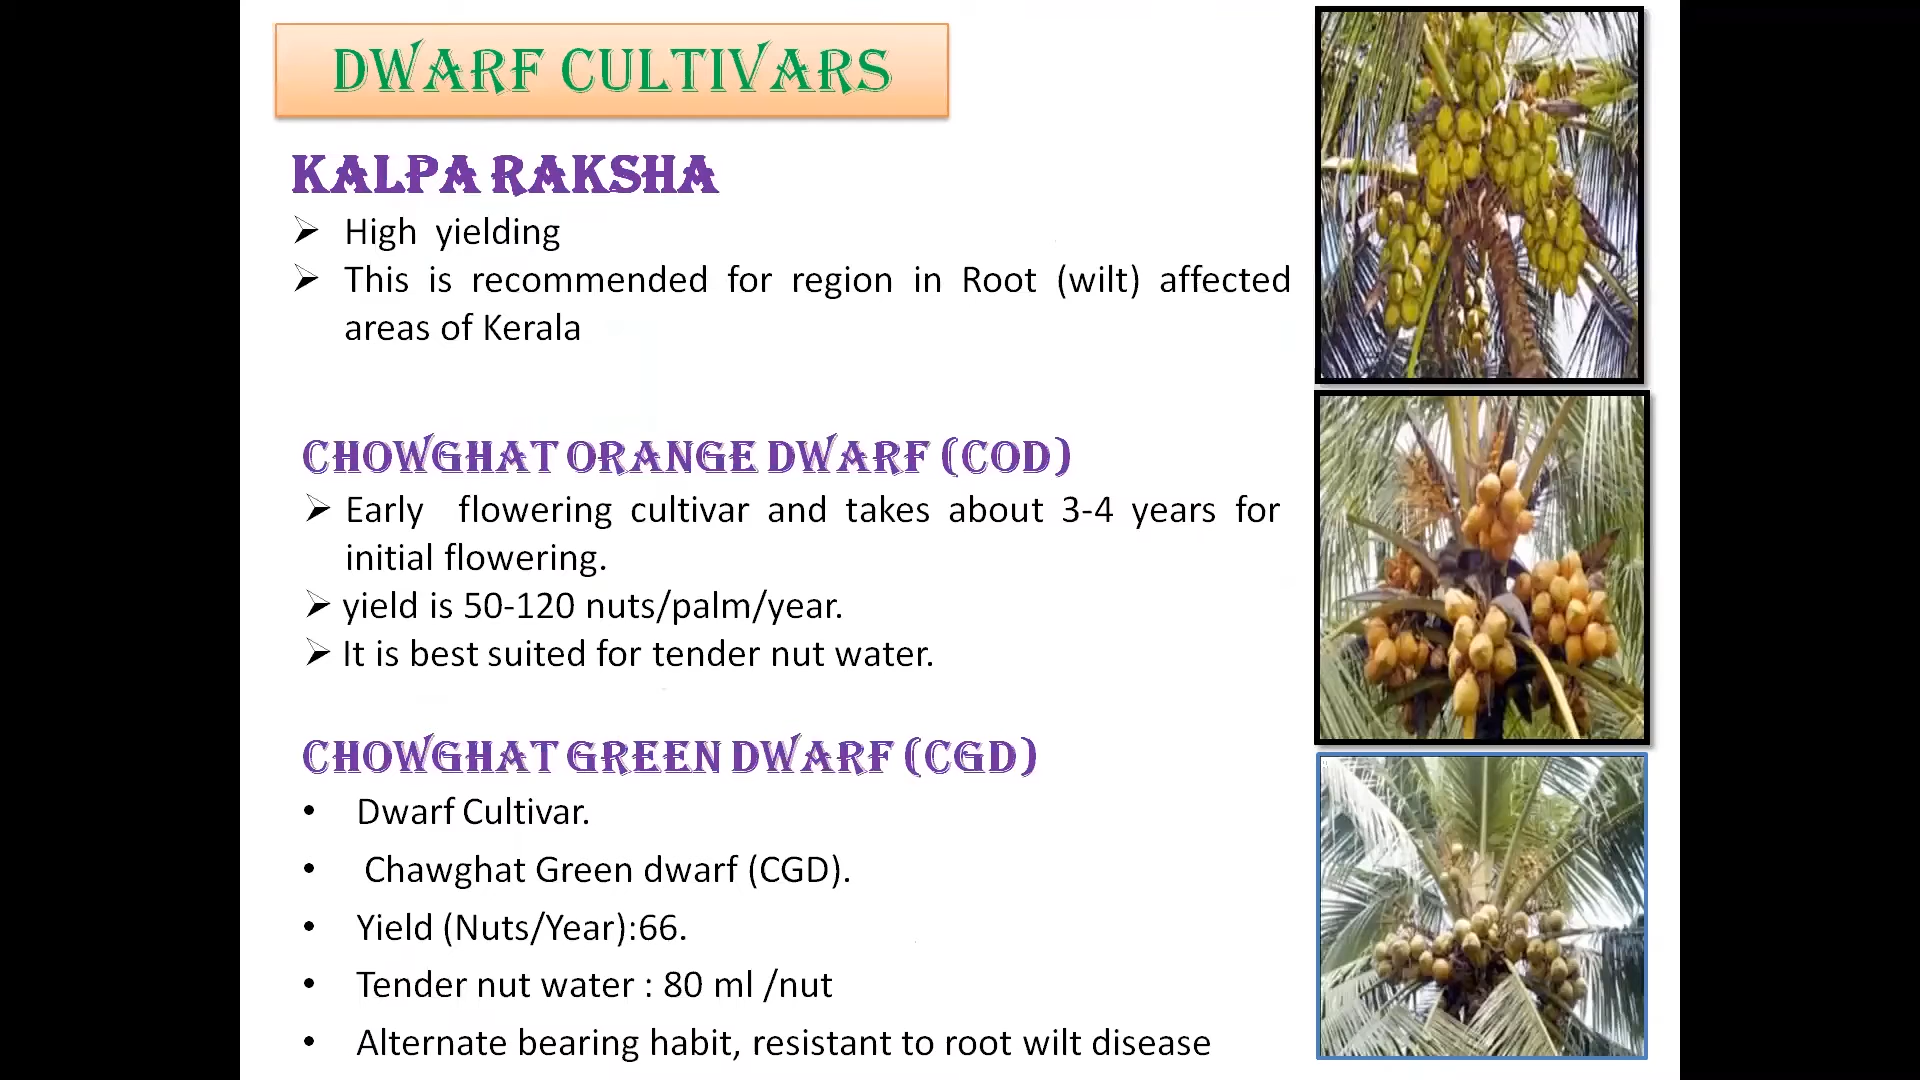 DWARF CULTIVARS
KALPA RAKSHA
➢ High yielding
➢ This is recommended for region in Root (wilt) affected
areas of Kerala
CHOWGHAT ORANGE DWARF (COD)
➢ Early flowering cultivar and takes about 3-4 years for
initial flowering.
➢ yield is 50-120 nuts/palm/year.
➢ It is best suited for tender nut water.
CHOWGHAT GREEN DWARF (CGD)
• Dwarf Cultivar.
• Chawghat Green dwarf (CGD).
• Yield (Nuts/Year):66.
• Tender nut water : 80 ml /nut
• Alternate bearing habit, resistant to root wilt disease